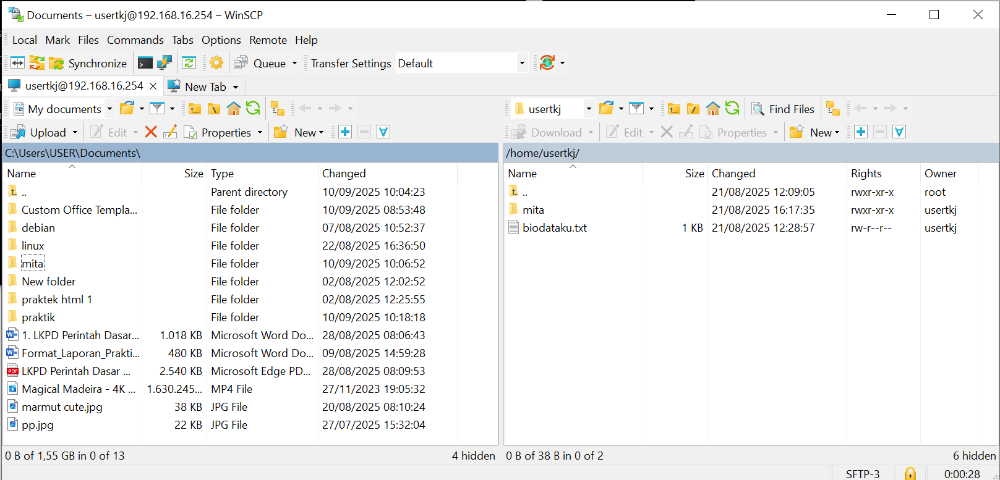 Documents – usertkj@192.168.16.254 – WinSCP
Local Mark Files Commands Tabs Options Remote Help
Synchronize Queue Transfer Settings Default
usertkj@192.168.16.254 New Tab
My documents
Upload Edit Properties New
C:\Users\USER\Documents\
Name Size Type Changed
.. Parent directory 10/09/2025 10:04:23
Custom Office Templa... File folder 10/09/2025 08:53:48
debian File folder 07/08/2025 10:52:37
linux File folder 22/08/2025 16:36:50
mita File folder 10/09/2025 10:06:52
New folder File folder 02/08/2025 12:02:52
praktek html 1 File folder 02/08/2025 12:25:55
praktik File folder 10/09/2025 10:18:18
1. LKPD Perintah Dasar... 1.018 KB Microsoft Word Do... 28/08/2025 08:06:43
Format_Laporan_Prakti... 480 KB Microsoft Word Do... 09/08/2025 14:59:28
PDF LKPD Perintah Dasar ... 2.540 KB Microsoft Edge PD... 28/08/2025 08:09:53
Magical Madeira - 4K ... 1.630.245... MP4 File 27/11/2023 19:05:32
marmut cute.jpg 38 KB JPG File 20/08/2025 08:10:24
pp.jpg 22 KB JPG File 27/07/2025 15:32:04
0 B of 1,55 GB in 0 of 13 4 hidden
usertkj Find Files
Download Edit Properties New
/home/usertkj/
Name Size Changed Rights Owner
.. 21/08/2025 12:09:05 rwxr-xr-x root
mita 21/08/2025 16:17:35 rwxr-xr-x usertkj
biodataku.txt 1 KB 21/08/2025 12:28:57 rw-r--r-- usertkj
0 B of 38 B in 0 of 2 6 hidden
SFTP-3 0:00:28